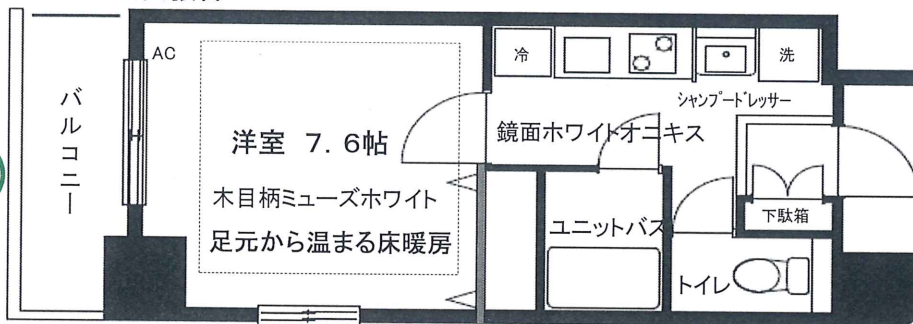 AC
冷
洗
シャンプードレッサー
バルコニー
洋室 7.6帖
鏡面ホワイトオニキス
木目柄ミューズホワイト
足元から温まる床暖房
ユニットバス
下駄箱
トイレ